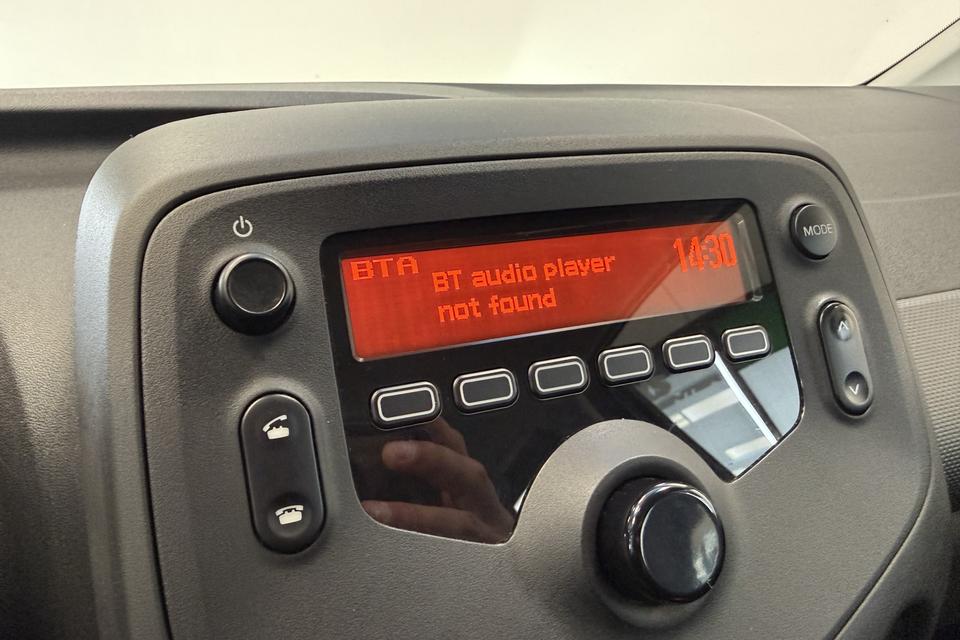 BTA
BT audio player
not found
14:30
MODE